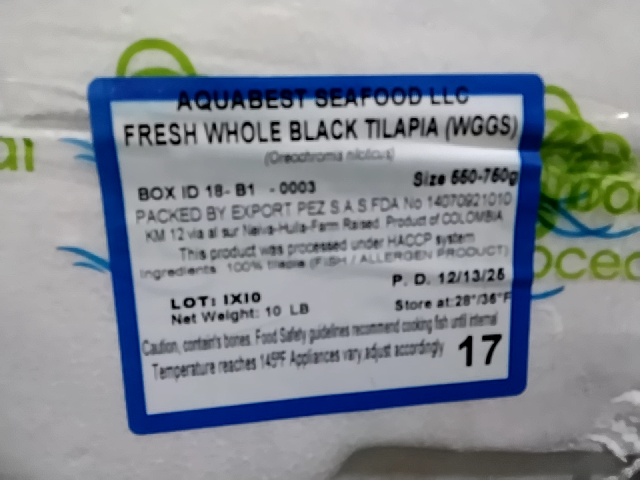 AQUABEST SEAFOOD LLC
FRESH WHOLE BLACK TILAPIA (WGGS)
(Oreochromis niloticus)
BOX ID 18- B1 - 0003 Size 550-750g
PACKED BY EXPORT PEZ S.A.S FDA No 14070921010
KM 12 via al sur Neiva-Huila-Farm Raised. Product of COLOMBIA
This product was processed under HACCP system
Ingredients: 100% tilapia (FISH / ALLERGEN PRODUCT)
P. D. 12/13/25
LOT: IXI0 Store at:28°/36°F
Net Weight: 10 LB
Caution, contain's bones. Food Safety guidelines recommend cooking fish until internal
Temperature reaches 145°F Appliances vary, adjust accordingly 17